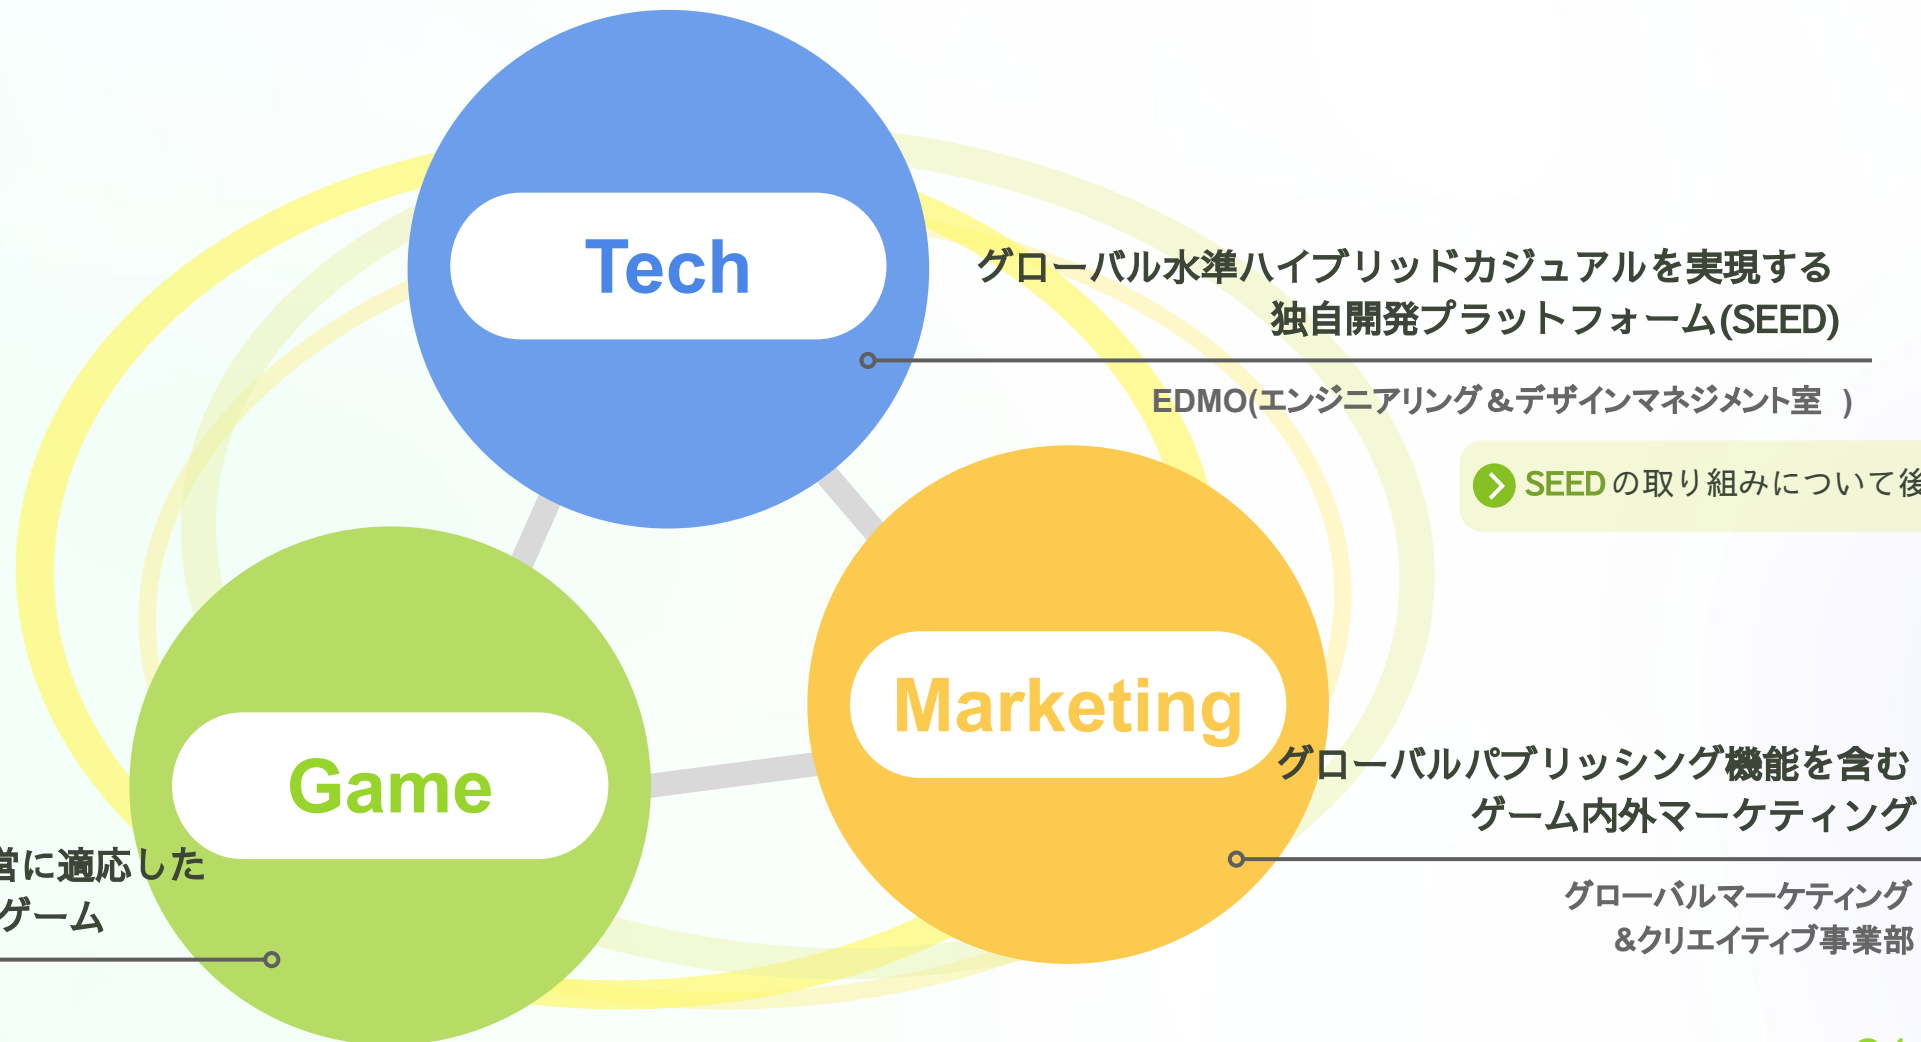 Tech
グローバル水準ハイブリッドカジュアルを実現する
独自開発プラットフォーム(SEED)
EDMO(エンジニアリング&デザインマネジメント室 )
SEEDの取り組みについて後
Marketing
グローバルパブリッシング機能を含む
ゲーム内外マーケティング
グローバルマーケティング
&クリエイティブ事業部
Game
営に適応した
ゲーム